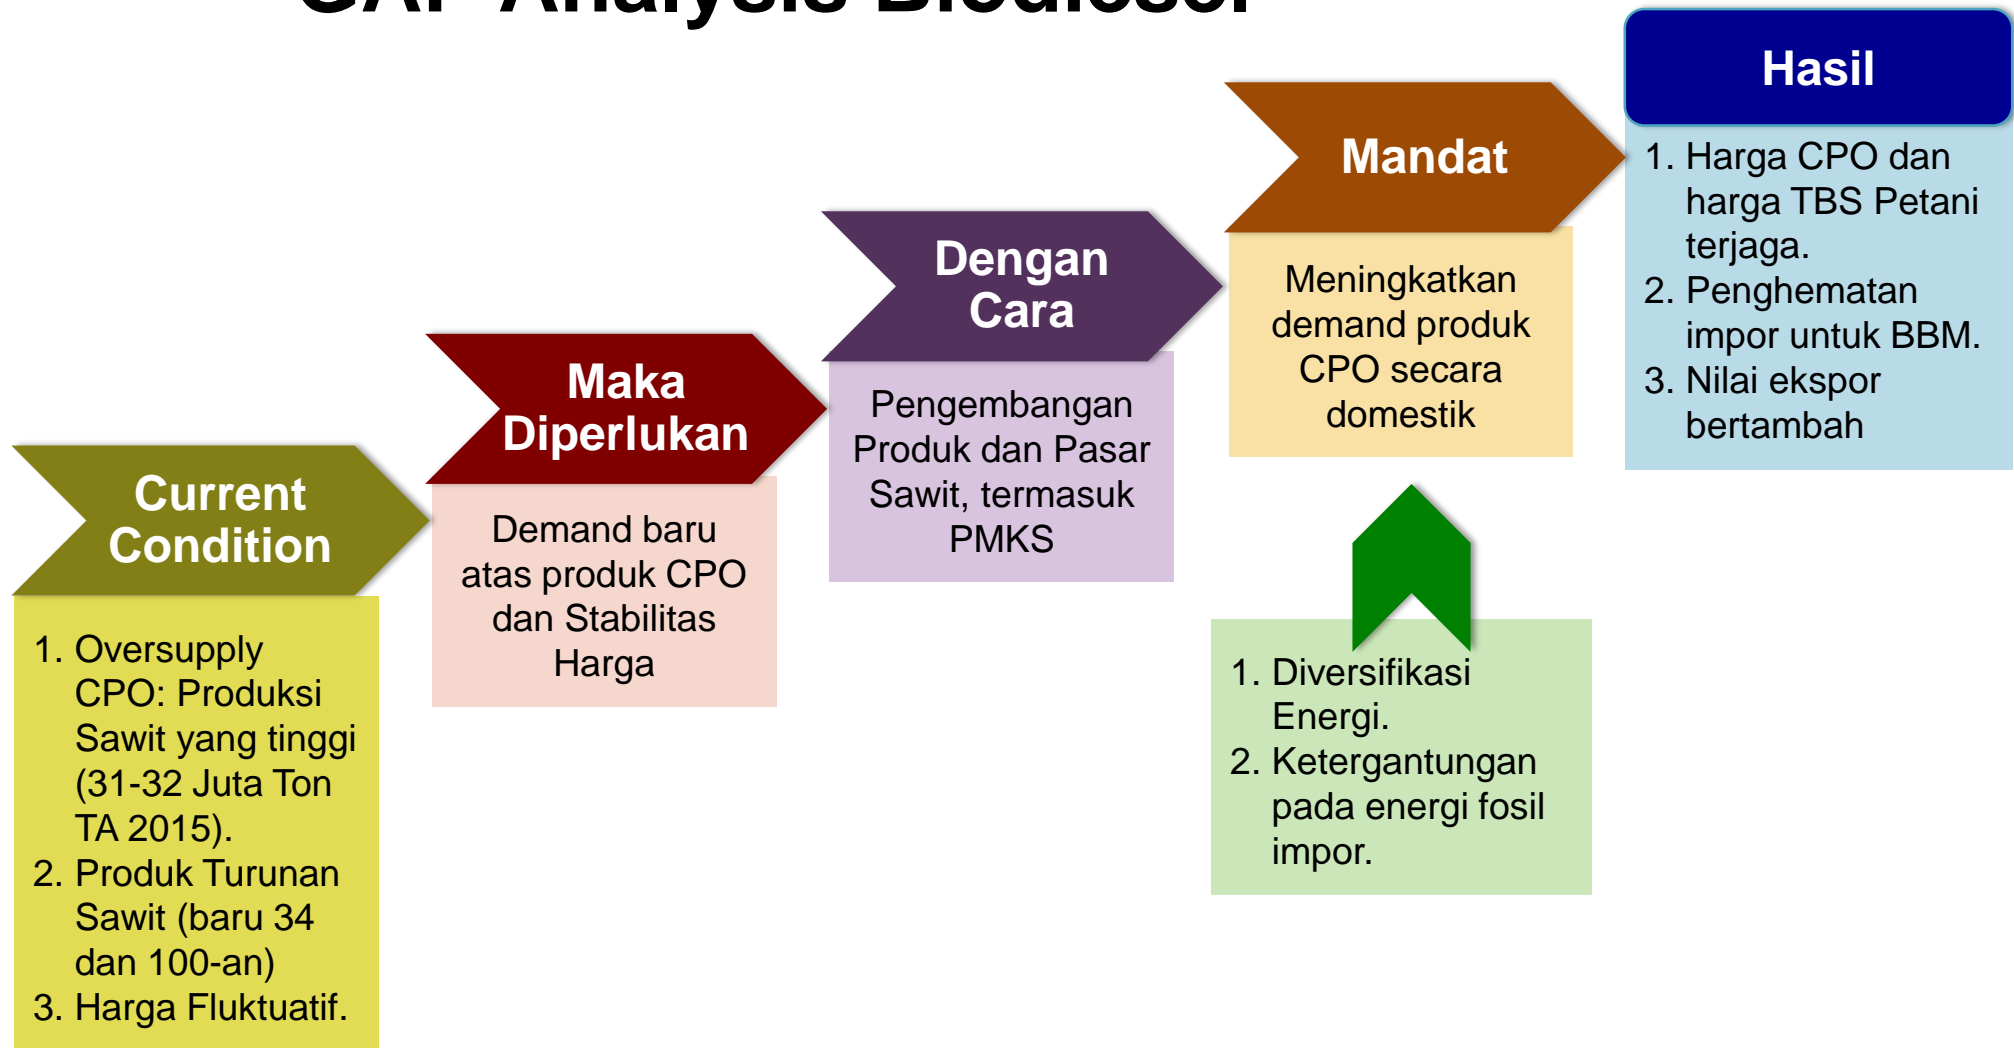 GAP Analysis Biodiesel
Current
Condition
1. Oversupply
CPO: Produksi
Sawit yang tinggi
(31-32 Juta Ton
TA 2015).
2. Produk Turunan
Sawit (baru 34
dan 100-an)
3. Harga Fluktuatif.
Maka
Diperlukan
Demand baru
atas produk CPO
dan Stabilitas
Harga
Dengan
Cara
Pengembangan
Produk dan Pasar
Sawit, termasuk
PMKS
Mandat
Meningkatkan
demand produk
CPO secara
domestik
1. Diversifikasi
Energi.
2. Ketergantungan
pada energi fosil
impor.
Hasil
1. Harga CPO dan
harga TBS Petani
terjaga.
2. Penghematan
impor untuk BBM.
3. Nilai ekspor
bertambah